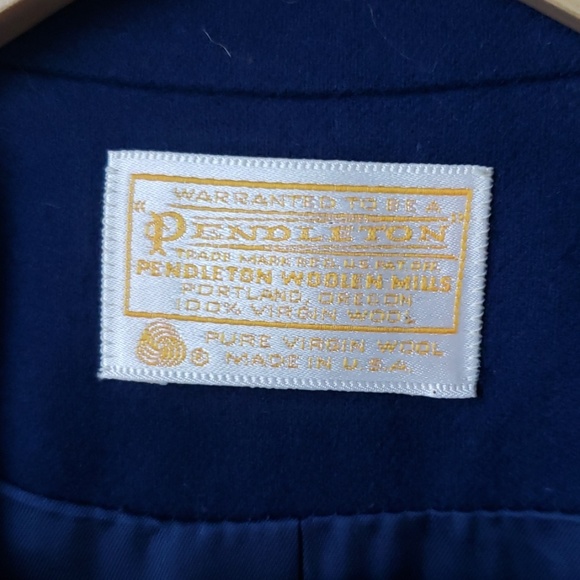 WARRANTED TO BE A
"PENDLETON"
TRADE MARK REG. U.S. PAT. OFF.
PENDLETON WOOLEN MILLS
PORTLAND, OREGON
100% VIRGIN WOOL
PURE VIRGIN WOOL
® MADE IN U.S.A.